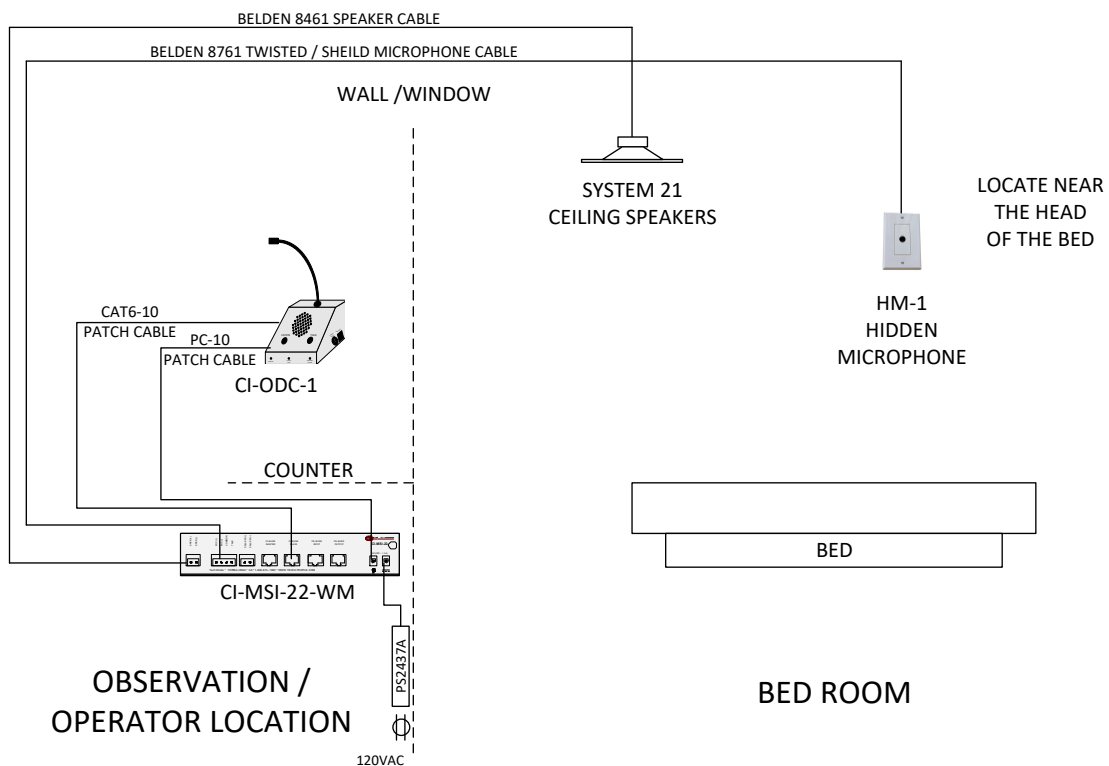 BELDEN 8461 SPEAKER CABLE
BELDEN 8761 TWISTED / SHEILD MICROPHONE CABLE
WALL /WINDOW
SYSTEM 21
CEILING SPEAKERS
LOCATE NEAR
THE HEAD
OF THE BED
HM-1
HIDDEN
MICROPHONE
CAT6-10
PATCH CABLE
PC-10
PATCH CABLE
CI-ODC-1
COUNTER
CI-MSI-22-WM
BED
PS2437A
OBSERVATION /
OPERATOR LOCATION
BED ROOM
120VAC